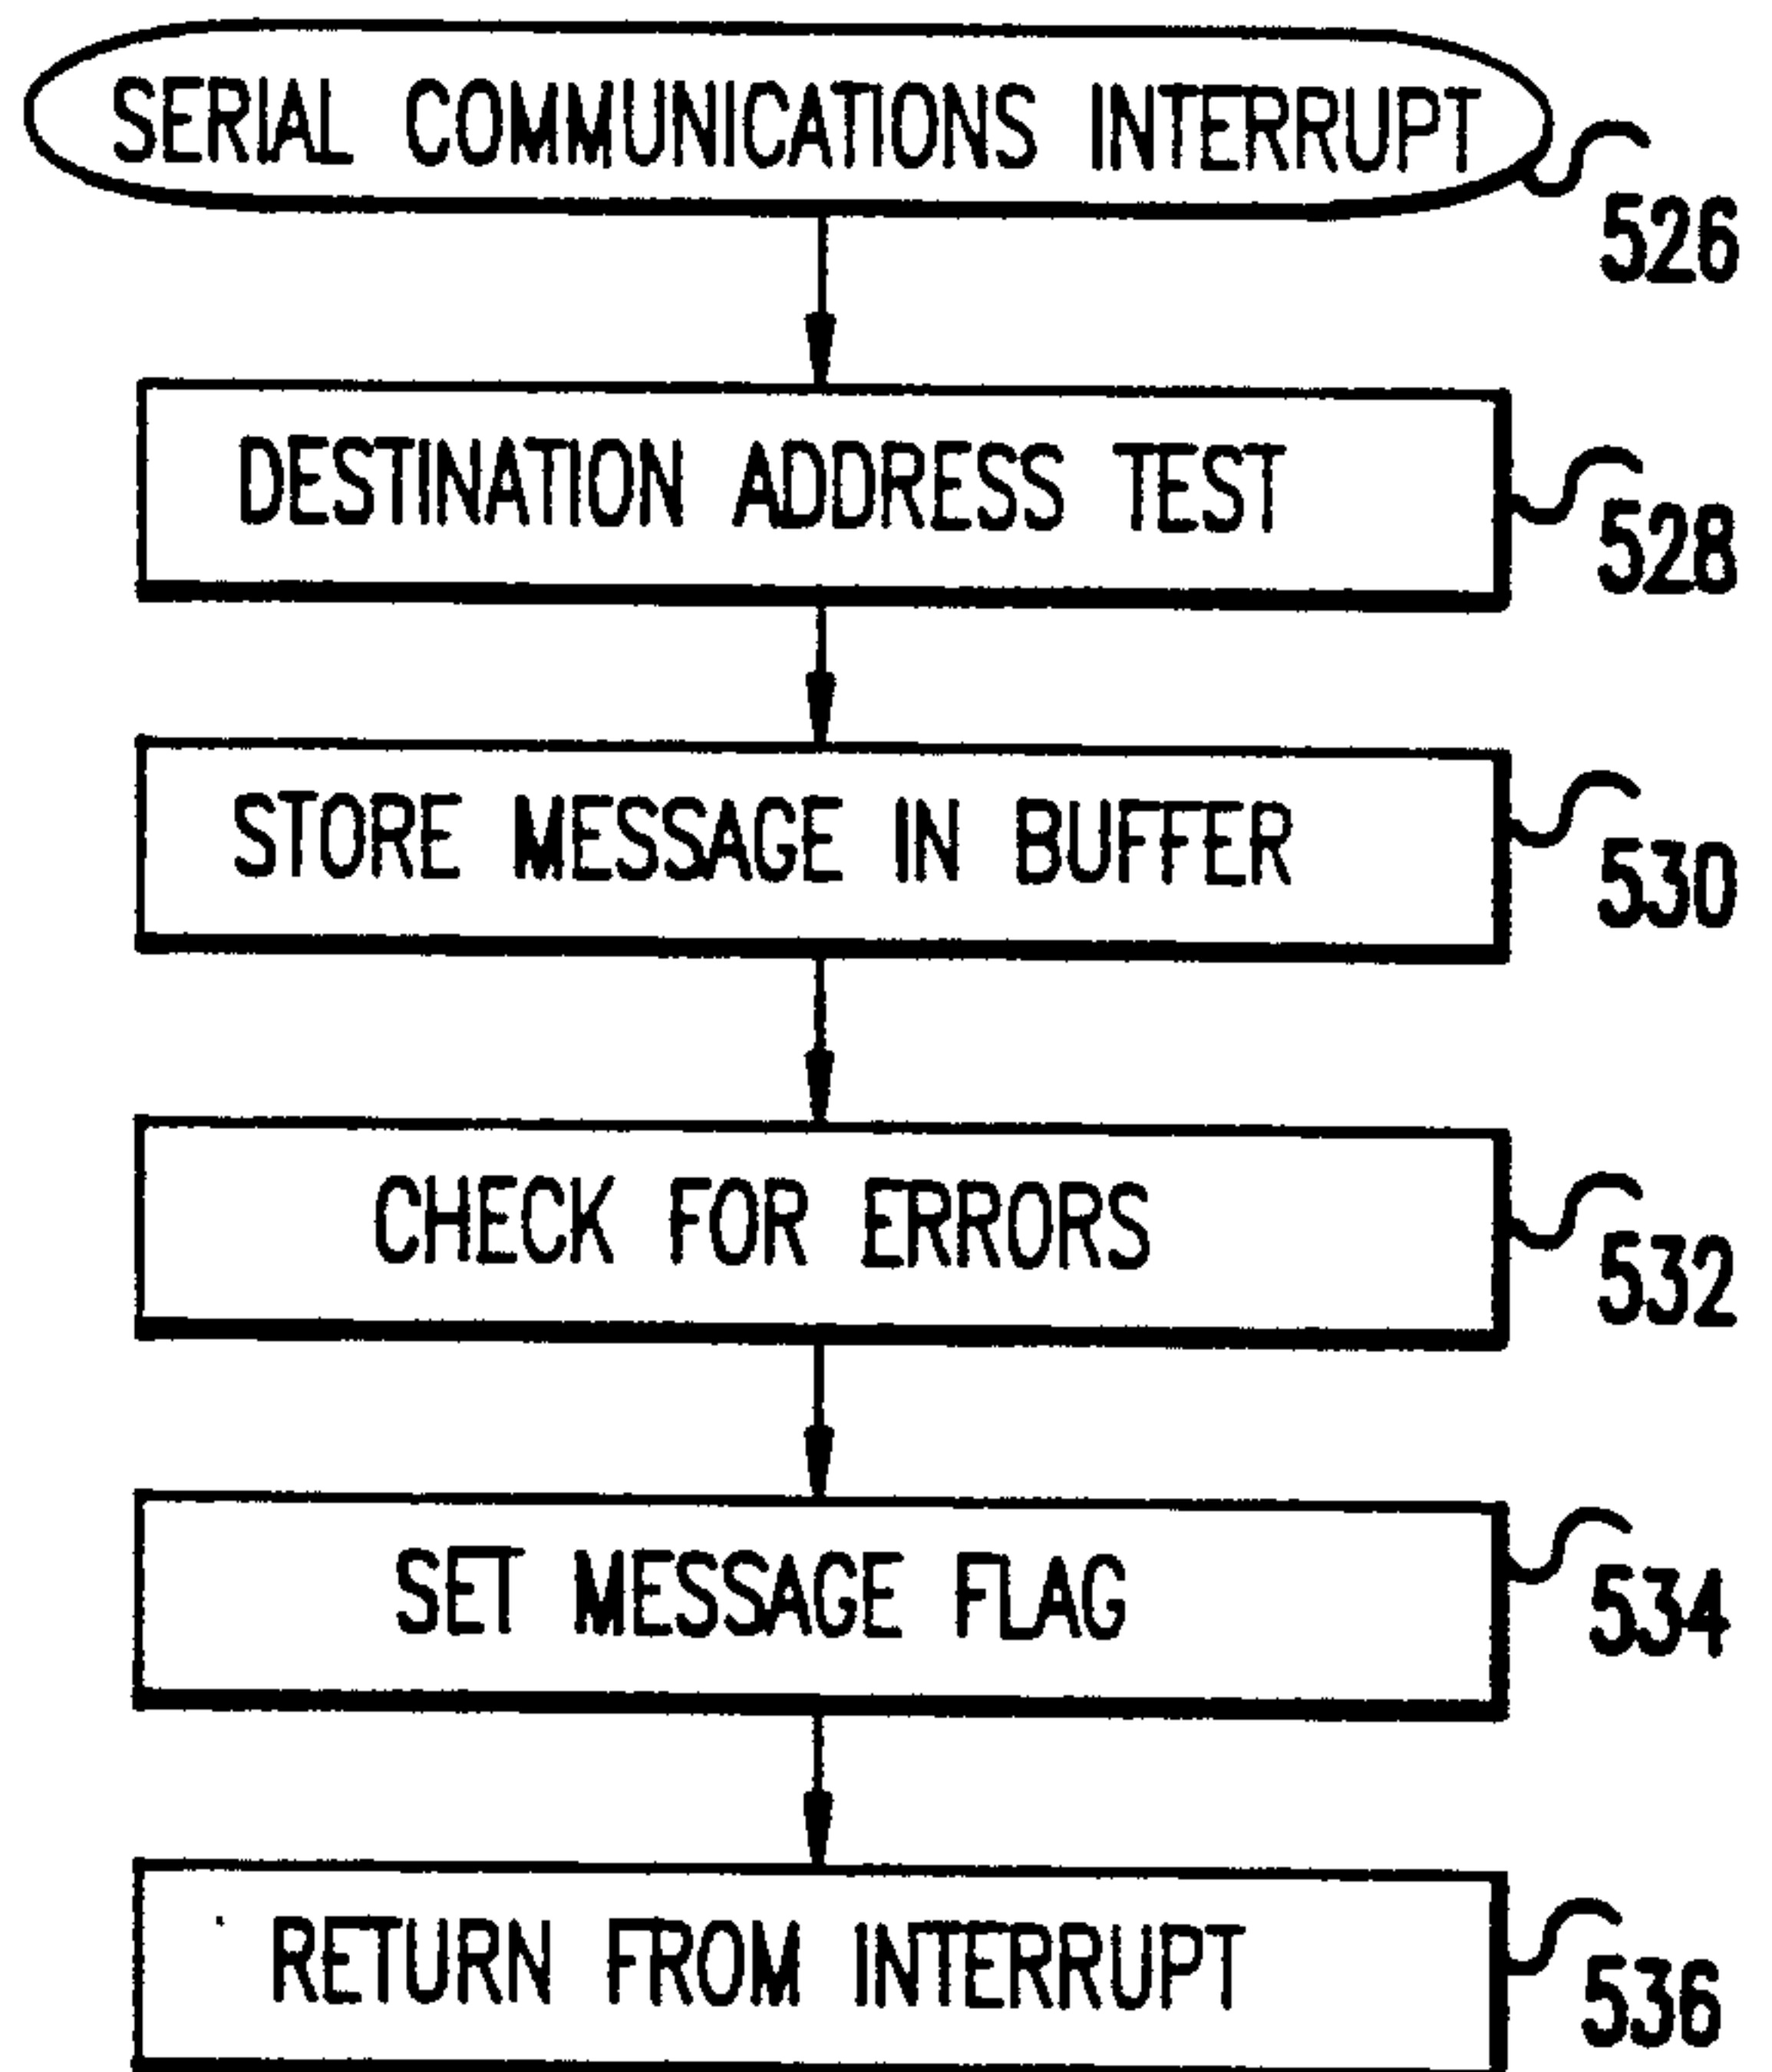 SERIAL COMMUNICATIONS INTERRUPT
526
DESTINATION ADDRESS TEST
528
STORE MESSAGE IN BUFFER
530
CHECK FOR ERRORS
532
SET MESSAGE FLAG
534
RETURN FROM INTERRUPT
536